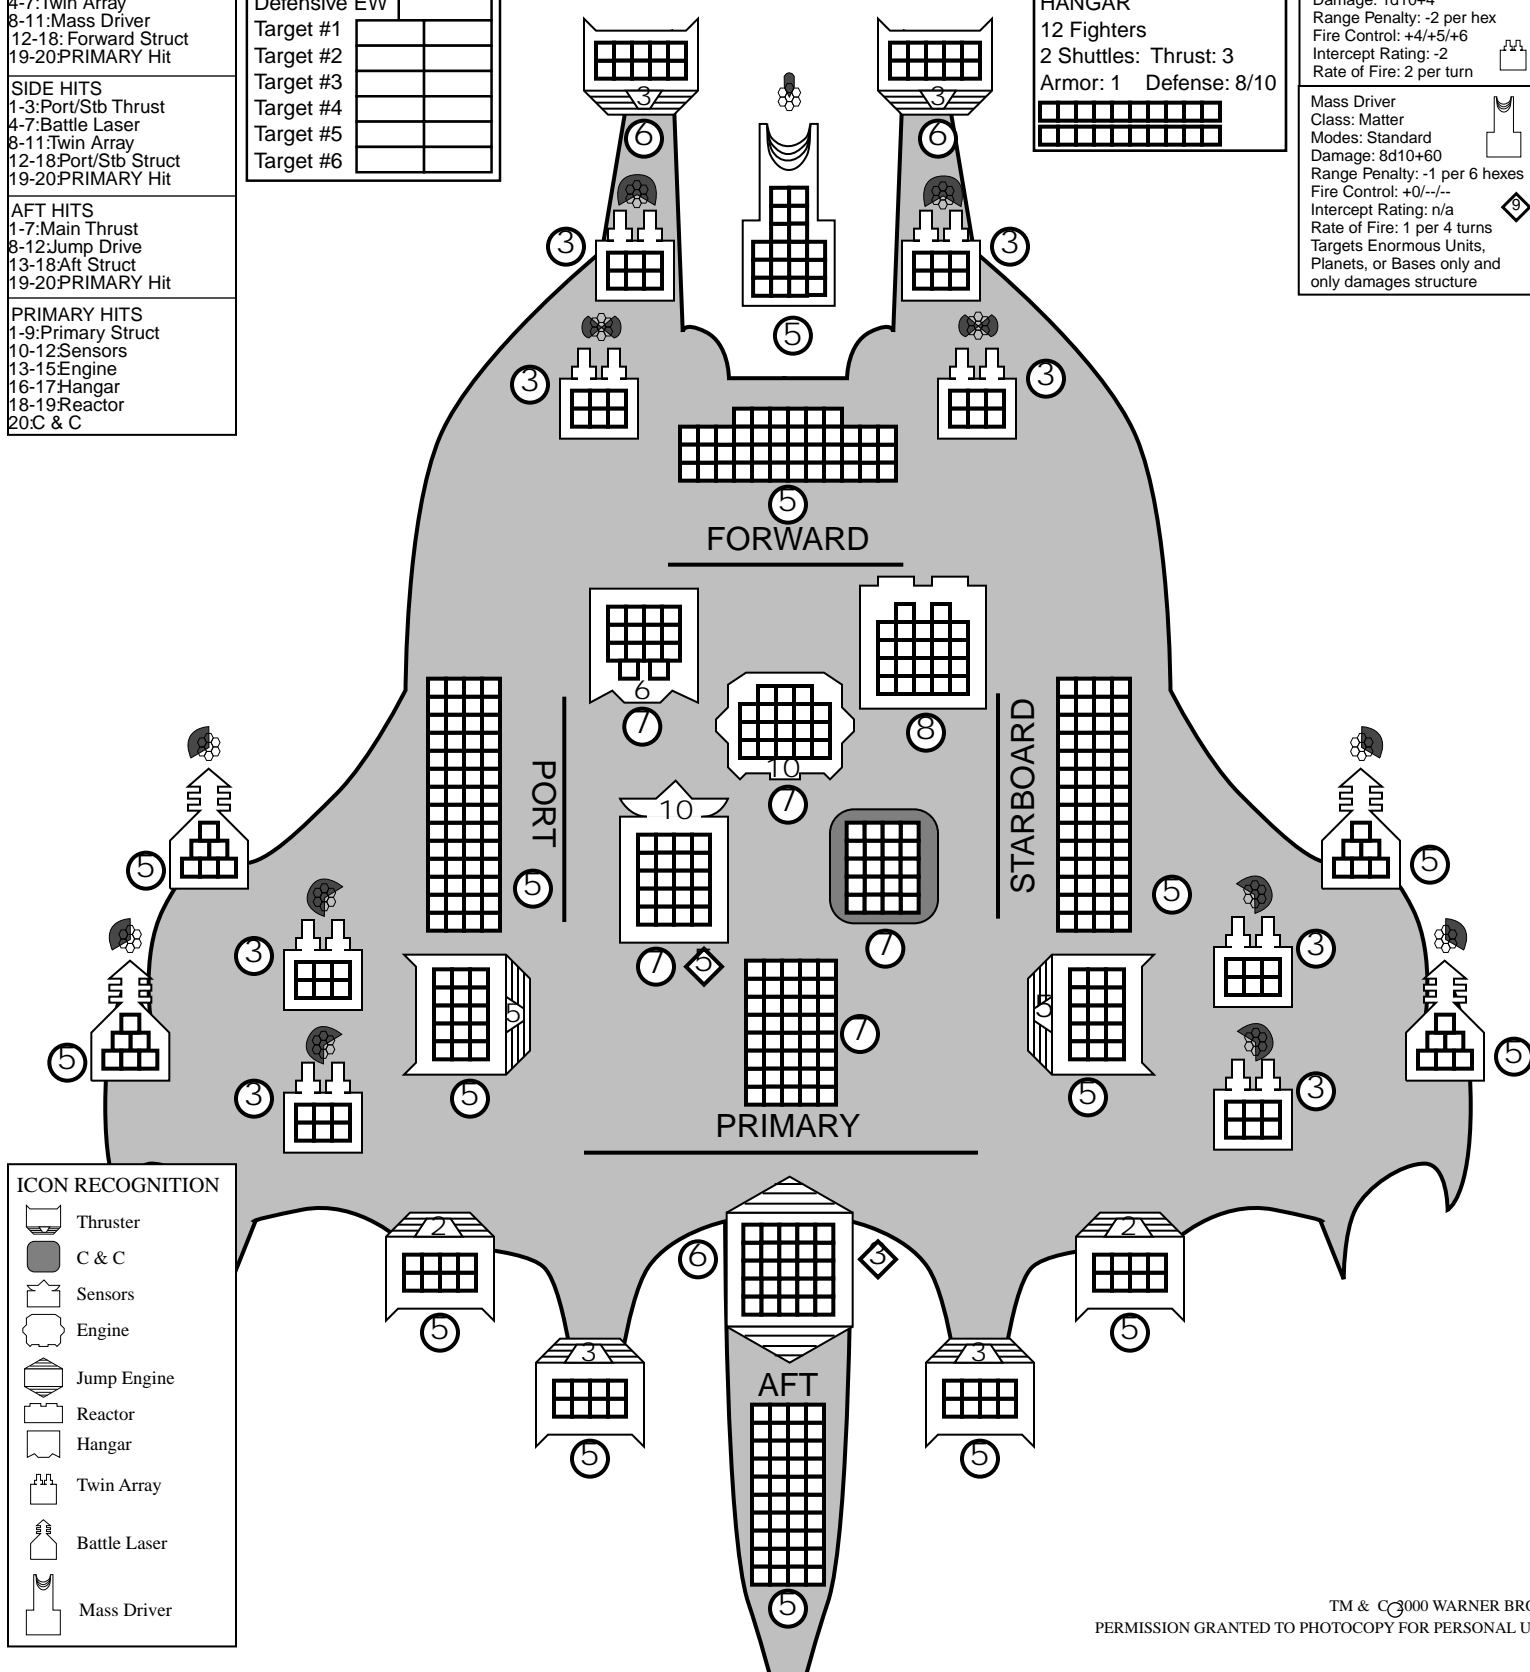 4-7:Twin Array
8-11:Mass Driver
12-18: Forward Struct
19-20:PRIMARY Hit
SIDE HITS
1-3:Port/Stb Thrust
4-7:Battle Laser
8-11:Twin Array
12-18:Port/Stb Struct
19-20:PRIMARY Hit
AFT HITS
1-7:Main Thrust
8-12:Jump Drive
13-18:Aft Struct
19-20:PRIMARY Hit
PRIMARY HITS
1-9:Primary Struct
10-12:Sensors
13-15:Engine
16-17:Hangar
18-19:Reactor
20:C & C
Defensive EW
Target #1
Target #2
Target #3
Target #4
Target #5
Target #6
HANGAR
12 Fighters
2 Shuttles: Thrust: 3
Armor: 1 Defense: 8/10
Damage: 1d10+4
Range Penalty: -2 per hex
Fire Control: +4/+5/+6
Intercept Rating: -2
Rate of Fire: 2 per turn
Mass Driver
Class: Matter
Modes: Standard
Damage: 8d10+60
Range Penalty: -1 per 6 hexes
Fire Control: +0/--/--
Intercept Rating: n/a
9
Rate of Fire: 1 per 4 turns
Targets Enormous Units,
Planets, or Bases only and
only damages structure
3 3
6 6
3 3
5
3 3
5
FORWARD
6
7
8
10
7
PORT
STARBOARD
10
5 5
5 5
7 5
7
3 3
7
5 5
5 5
5 5
3 3
PRIMARY
2 2
6 3
5 5
3 3
AFT
5 5
5
ICON RECOGNITION
Thruster
C & C
Sensors
Engine
Jump Engine
Reactor
Hangar
Twin Array
Battle Laser
Mass Driver
TM & C 2000 WARNER BRO
PERMISSION GRANTED TO PHOTOCOPY FOR PERSONAL U